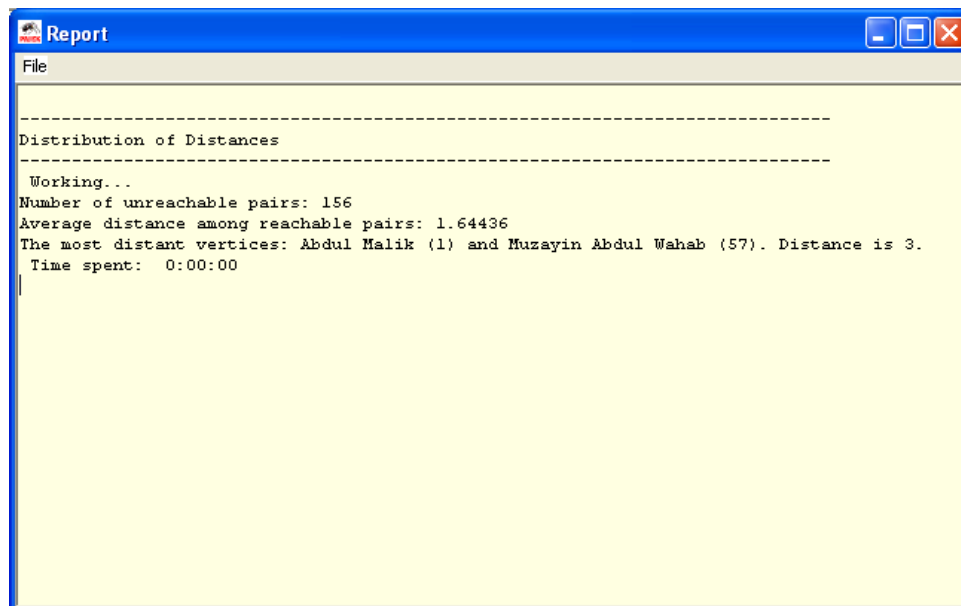 Report
File
-------------------------------------------------------------------------------
Distribution of Distances
-------------------------------------------------------------------------------
Working...
Number of unreachable pairs: 156
Average distance among reachable pairs: 1.64436
The most distant vertices: Abdul Malik (1) and Muzayin Abdul Wahab (57). Distance is 3.
Time spent:  0:00:00